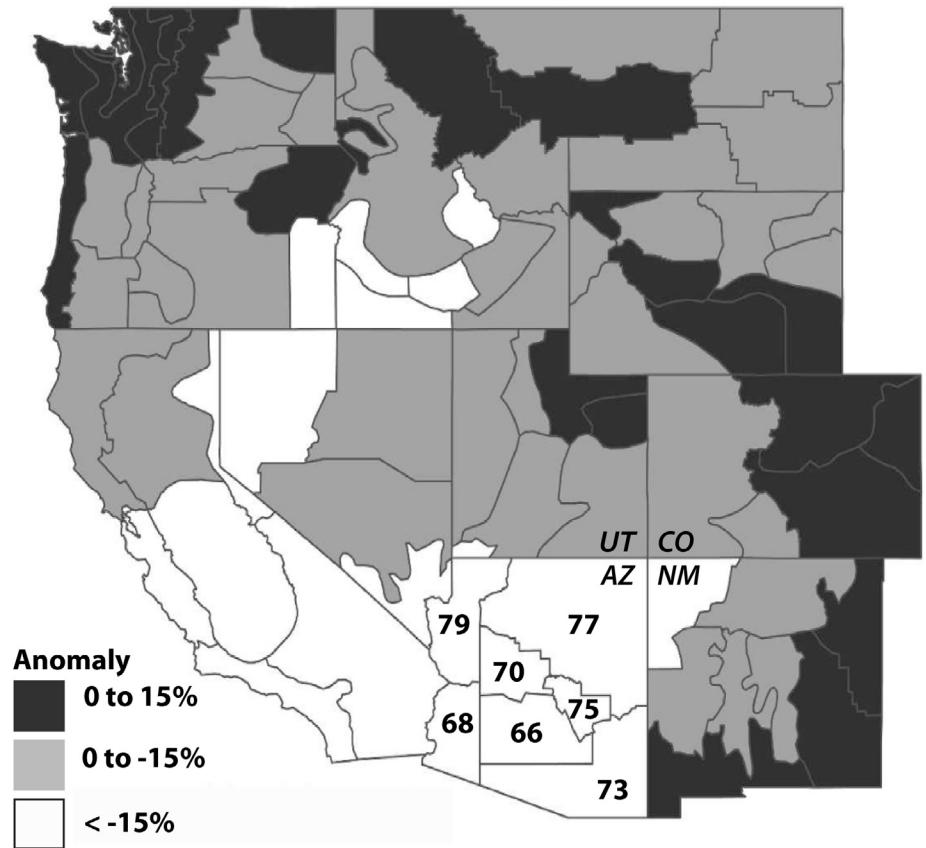 UT CO
AZ NM
79 77
70
75
68 66
73
Anomaly
0 to 15%
0 to -15%
< -15%